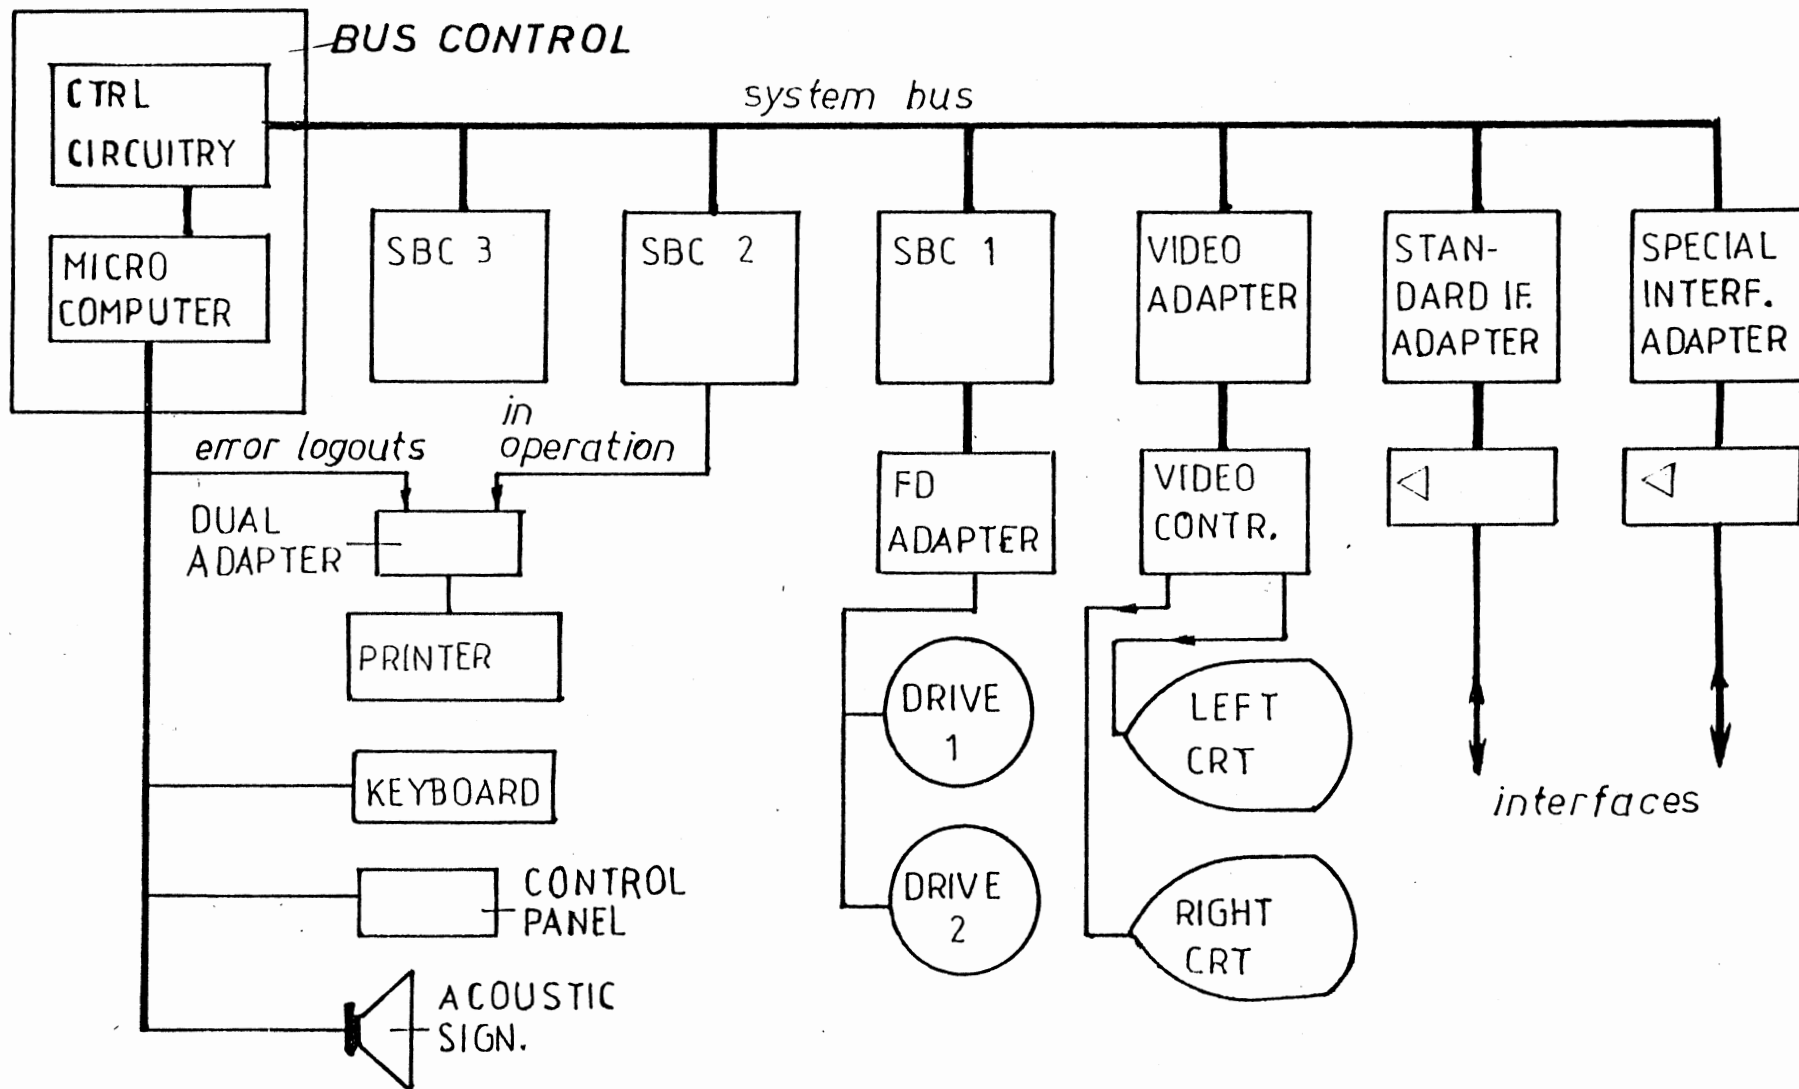 BUS CONTROL
CTRL
CIRCUITRY
system bus
MICRO
COMPUTER
SBC 3
SBC 2
SBC 1
VIDEO
ADAPTER
STAN-
DARD IF.
ADAPTER
SPECIAL
INTERF.
ADAPTER
error logouts
in
operation
DUAL
ADAPTER
FD
ADAPTER
VIDEO
CONTR.
PRINTER
DRIVE
1
LEFT
CRT
interfaces
KEYBOARD
CONTROL
PANEL
DRIVE
2
RIGHT
CRT
ACOUSTIC
SIGN.